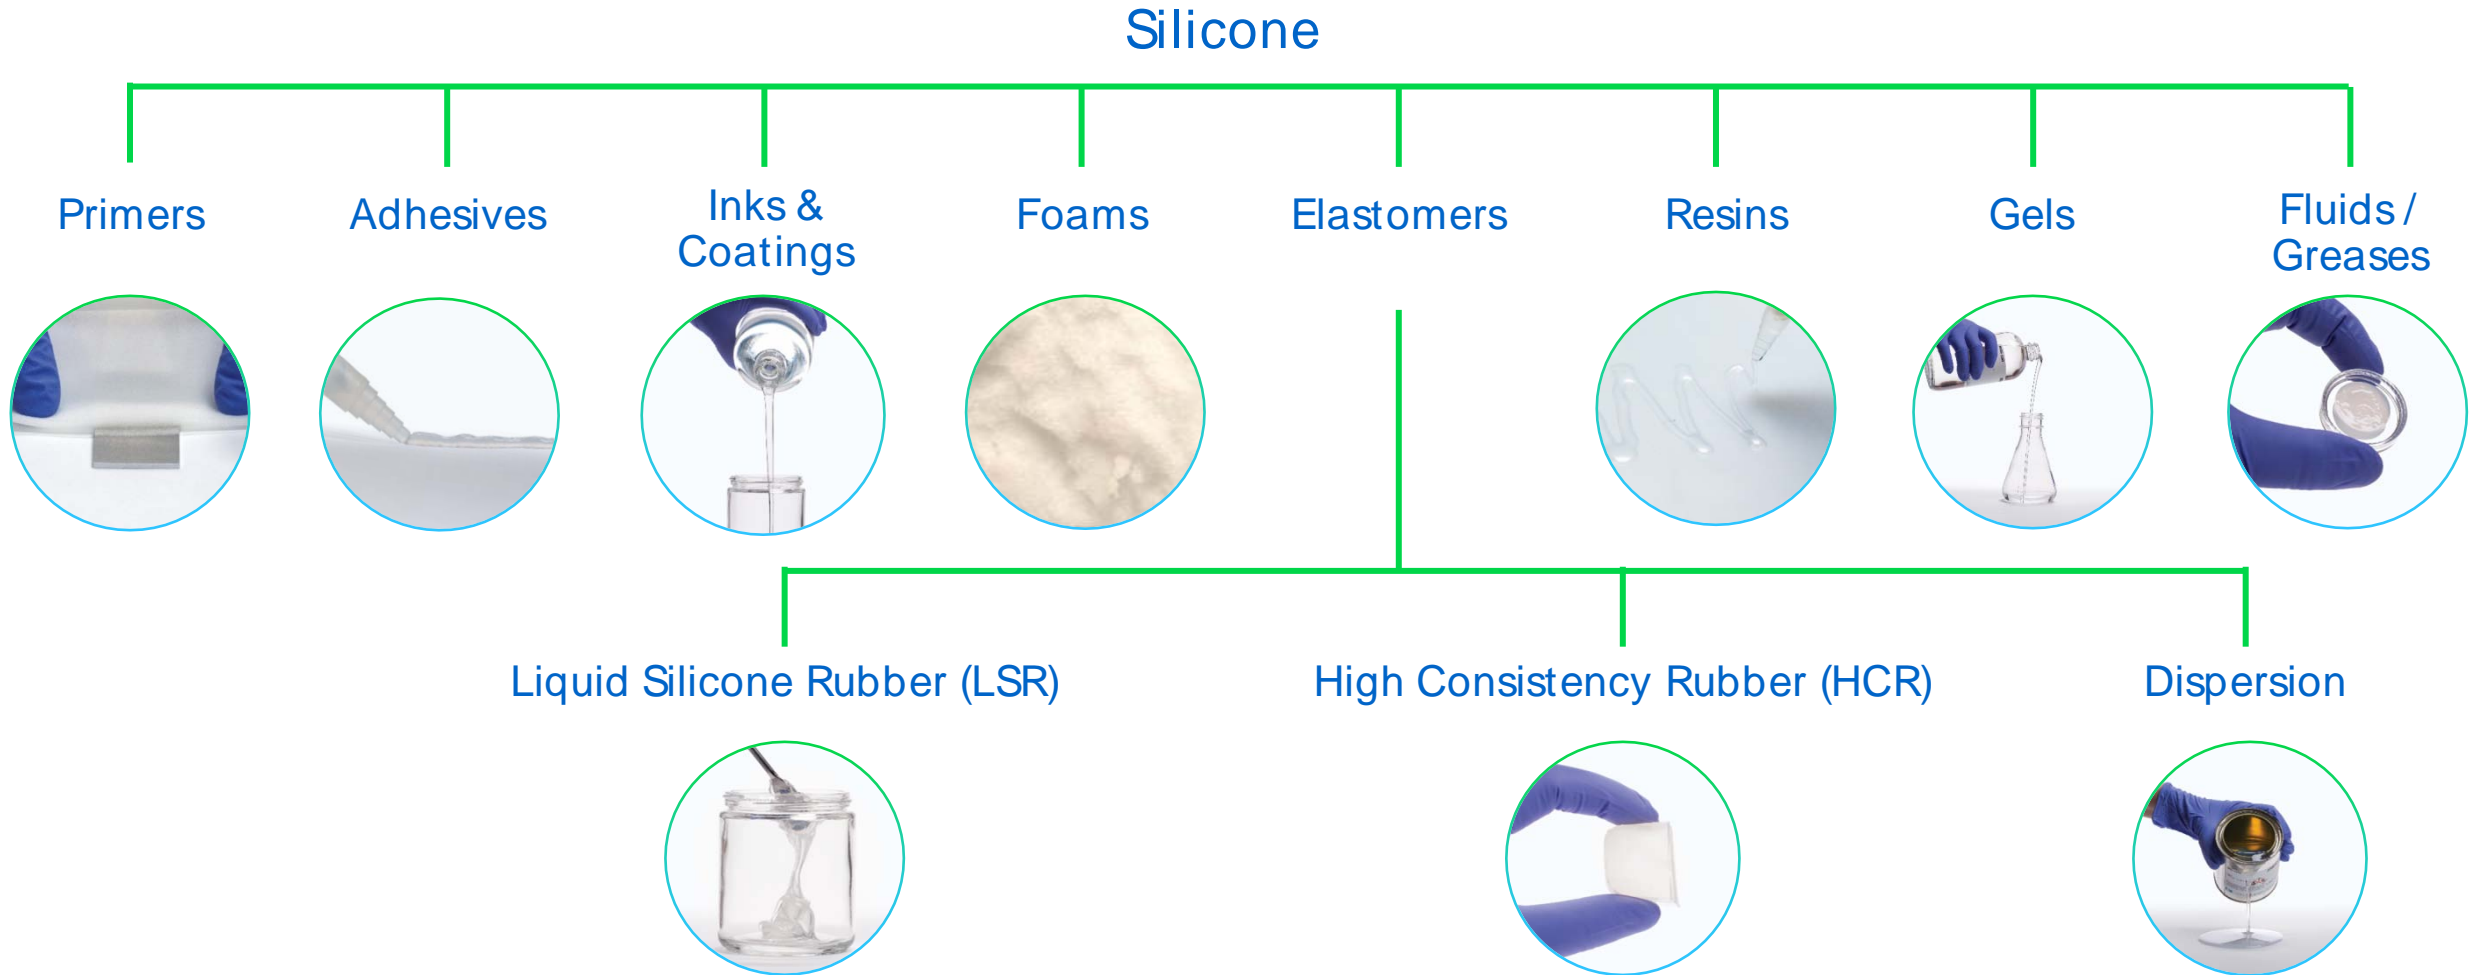 Silicone
Primers
Adhesives
Inks &
Coatings
Foams
Elastomers
Resins
Gels
Fluids /
Greases
Liquid Silicone Rubber (LSR)
High Consistency Rubber (HCR)
Dispersion